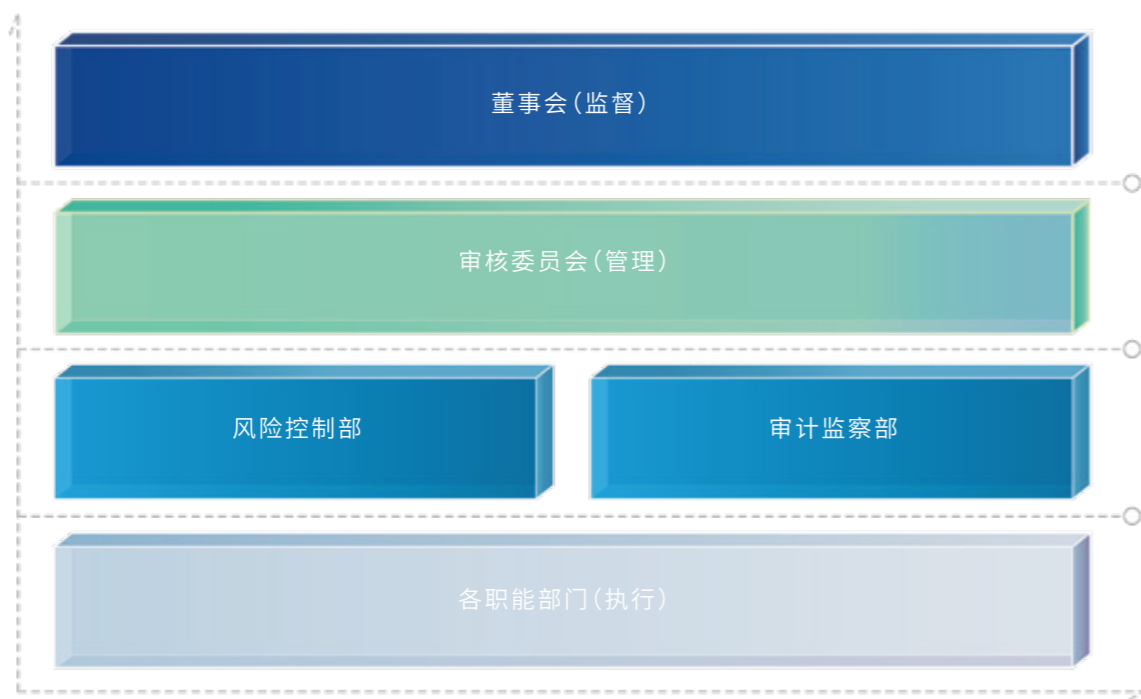 董事会(监督)
审核委员会(管理)
风险控制部
审计监察部
各职能部门(执行)